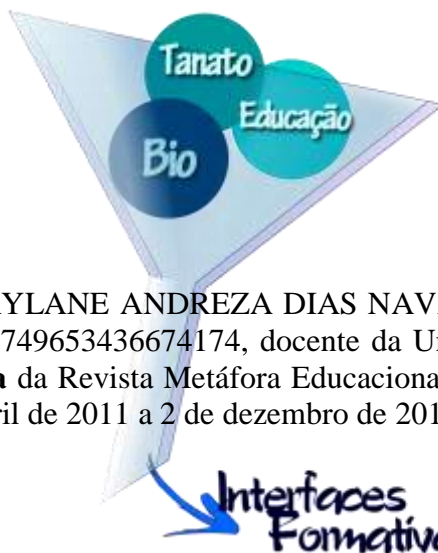 Tanato
Educação
Bio
YLANE ANDREZA DIAS NAV
749653436674174, docente da U
a da Revista Metáfora Educaciona
ril de 2011 a 2 de dezembro de 201
Interfaces
Formativa